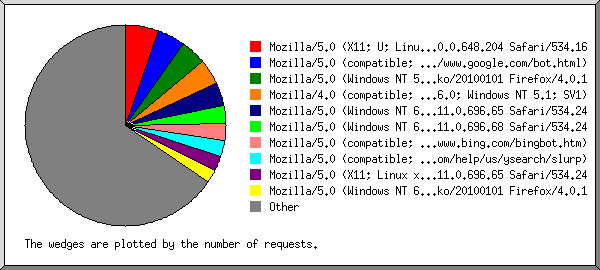 Mozilla/5.0 (X11; U; Linu...0.0.648.204 Safari/534.16
Mozilla/5.0 (compatible; .../www.google.com/bot.html)
Mozilla/5.0 (Windows NT 5...ko/20100101 Firefox/4.0.1
Mozilla/4.0 (compatible; ...6.0; Windows NT 5.1; SV1)
Mozilla/5.0 (Windows NT 6...11.0.696.65 Safari/534.24
Mozilla/5.0 (Windows NT 6...11.0.696.68 Safari/534.24
Mozilla/5.0 (compatible; ...www.bing.com/bingbot.htm)
Mozilla/5.0 (compatible; ...om/help/us/ysearch/slurp)
Mozilla/5.0 (X11; Linux x...11.0.696.65 Safari/534.24
Mozilla/5.0 (Windows NT 6...ko/20100101 Firefox/4.0.1
Other
The wedges are plotted by the number of requests.